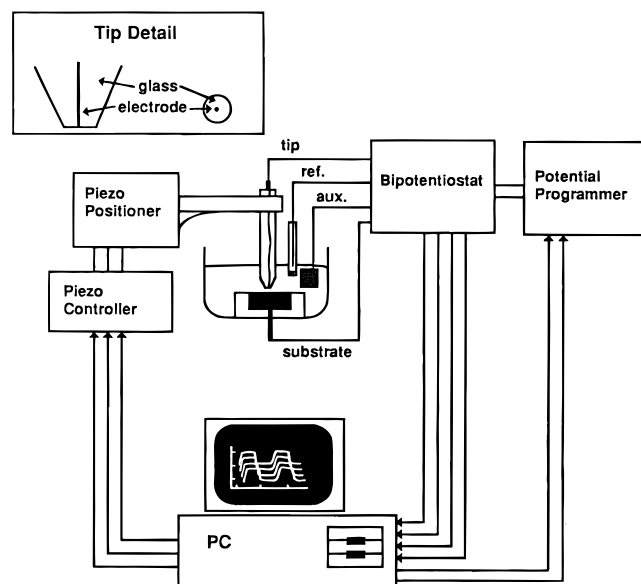 Tip Detail
glass
electrode
tip
ref.
aux.
Bipotentiostat
Potential
Programmer
Piezo
Positioner
Piezo
Controller
substrate
PC